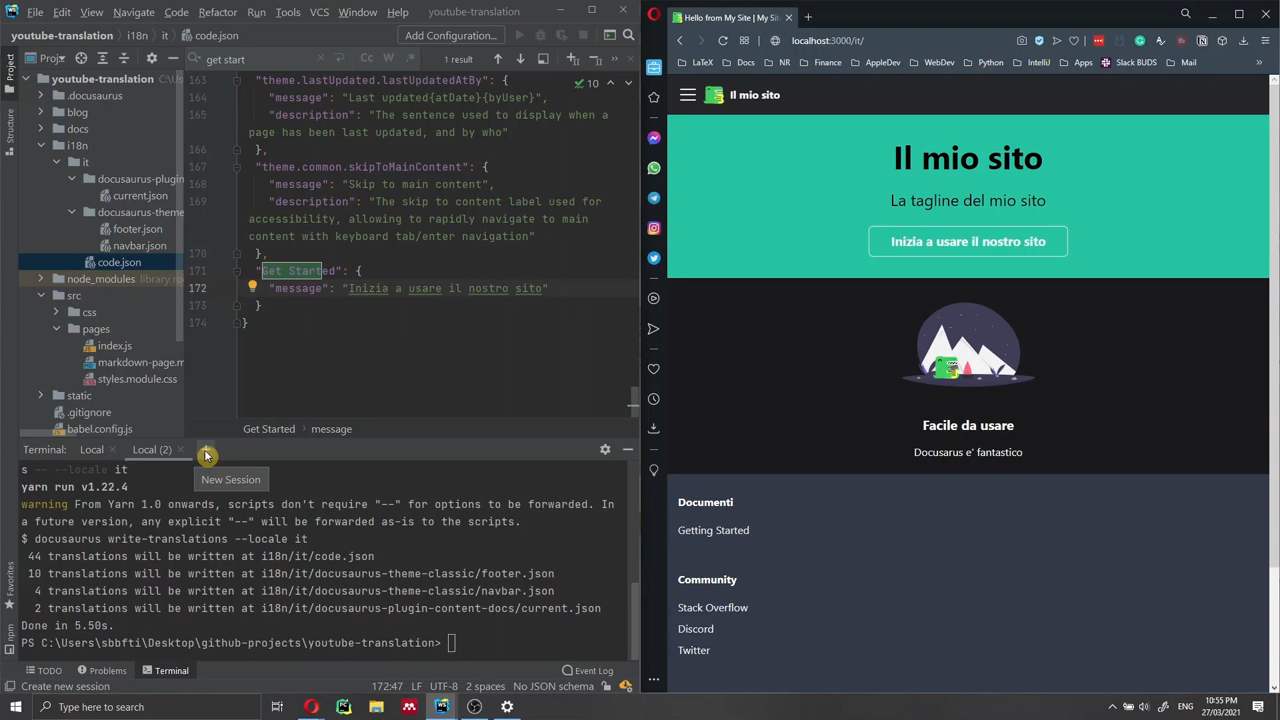 WS File Edit View Navigate Code Refactor Run Tools VCS Window Help youtube-translation
youtube-translation i18n it code.json
Add Configuration...
Project
youtube-translation C:\Us
.docusaurus
blog
docs
i18n
it
docusaurus-plugin
current.json
docusaurus-theme
footer.json
navbar.json
code.json
node_modules library ro
src
css
pages
index.js
markdown-page.m
styles.module.css
static
.gitignore
babel.config.js
Structure
Favorites
npm
get start
Cc W .* 1 result
10
163 "theme.lastUpdated.lastUpdatedAtBy": {
164 "message": "Last updated{atDate}{byUser}",
165 "description": "The sentence used to display when a
page has been last updated, and by who"
166 },
167 "theme.common.skipToMainContent": {
168 "message": "Skip to main content",
169 "description": "The skip to content label used for
accessibility, allowing to rapidly navigate to main
content with keyboard tab/enter navigation"
170 },
171 "Get Started": {
172 "message": "Inizia a usare il nostro sito"
173 }
174 }
Get Started message
Terminal: Local Local (2)
New Session
s -- --locale it
yarn run v1.22.4
warning From Yarn 1.0 onwards, scripts don't require "--" for options to be forwarded. In
a future version, any explicit "--" will be forwarded as-is to the scripts.
$ docusaurus write-translations --locale it
44 translations will be written at i18n/it/code.json
10 translations will be written at i18n/it/docusaurus-theme-classic/footer.json
4 translations will be written at i18n/it/docusaurus-theme-classic/navbar.json
2 translations will be written at i18n/it/docusaurus-plugin-content-docs/current.json
Done in 5.50s.
PS C:\Users\sbbfti\Desktop\github-projects\youtube-translation>
TODO Problems Terminal Event Log
Create new session 172:47 LF UTF-8 2 spaces No JSON schema
Hello from My Site | My Sit
localhost:3000/it/
LaTeX Docs NR Finance AppleDev WebDev Python IntelliJ Apps Slack BUDS Mail
Il mio sito
Il mio sito
La tagline del mio sito
Inizia a usare il nostro sito
Facile da usare
Docusarus e' fantastico
Documenti
Getting Started
Community
Stack Overflow
Discord
Twitter
Type here to search
PC WS
ENG
10:55 PM
27/03/2021